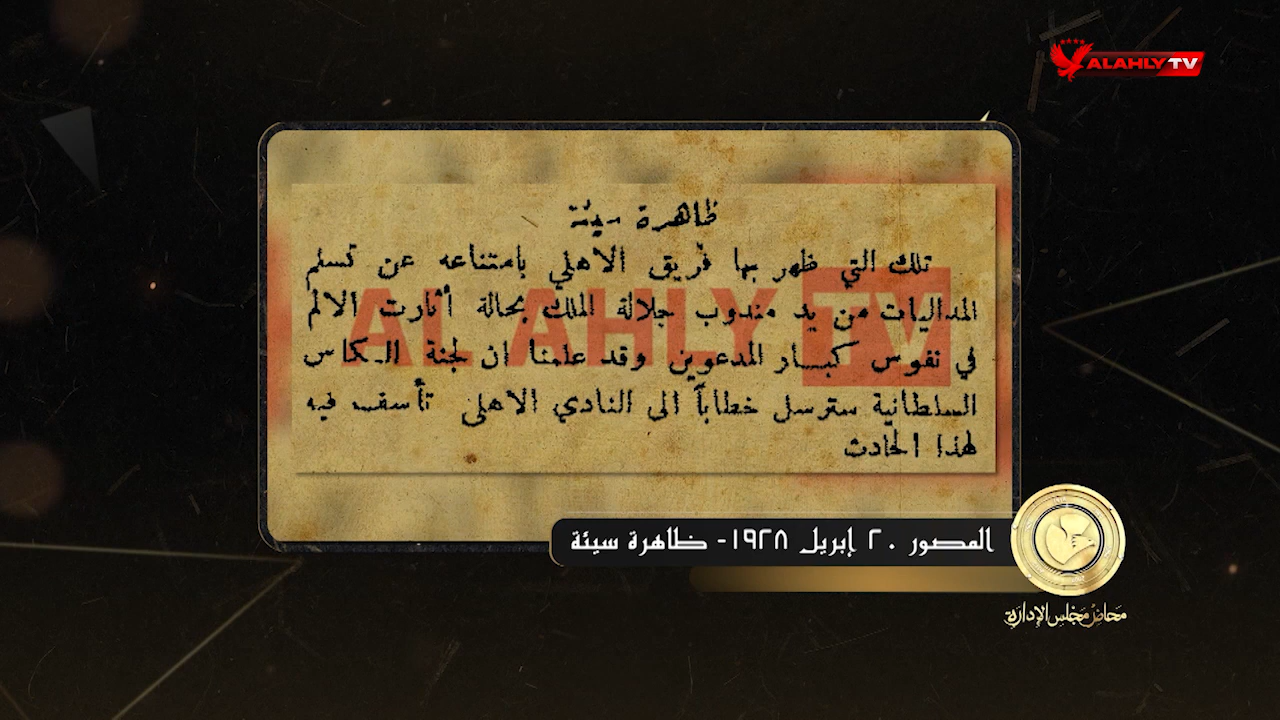 ALAHLY TV
ظاهرة سيئة
تلك التي ظهر بها فريق الاهلي بامتناعه عن تسلم
المداليات من يد مندوب جلالة الملك بحالة أثارت الالم
في نفوس كبار المدعوين وقد علمنا ان لجنة الكاس
السلطانية سترسل خطاباً الى النادي الاهلى تأسف فيه
لهذا الحادث
AL AHLY TV
المصور ٢٠ إبريل ١٩٢٨- ظاهرة سيئة
محاضر مجلس الإدارة